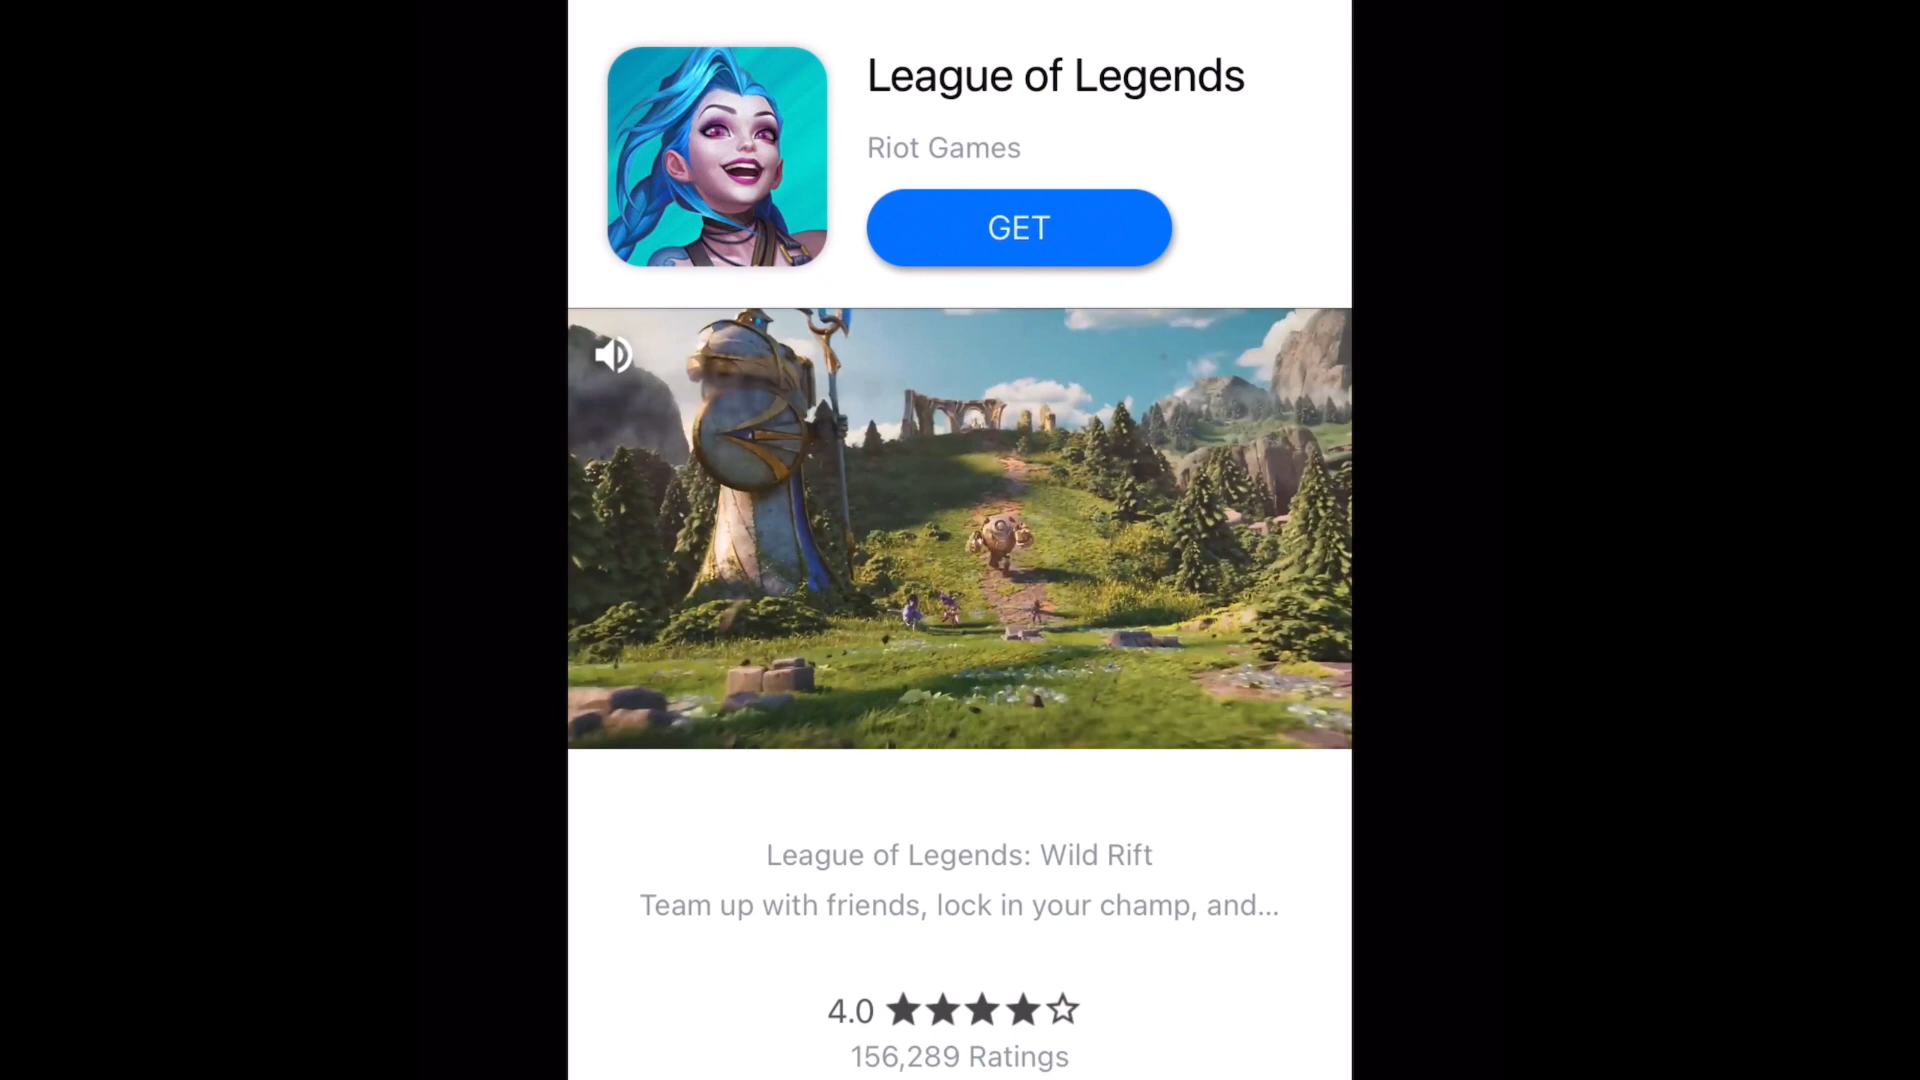 League of Legends
Riot Games
GET
League of Legends: Wild Rift
Team up with friends, lock in your champ, and...
4.0
156,289 Ratings